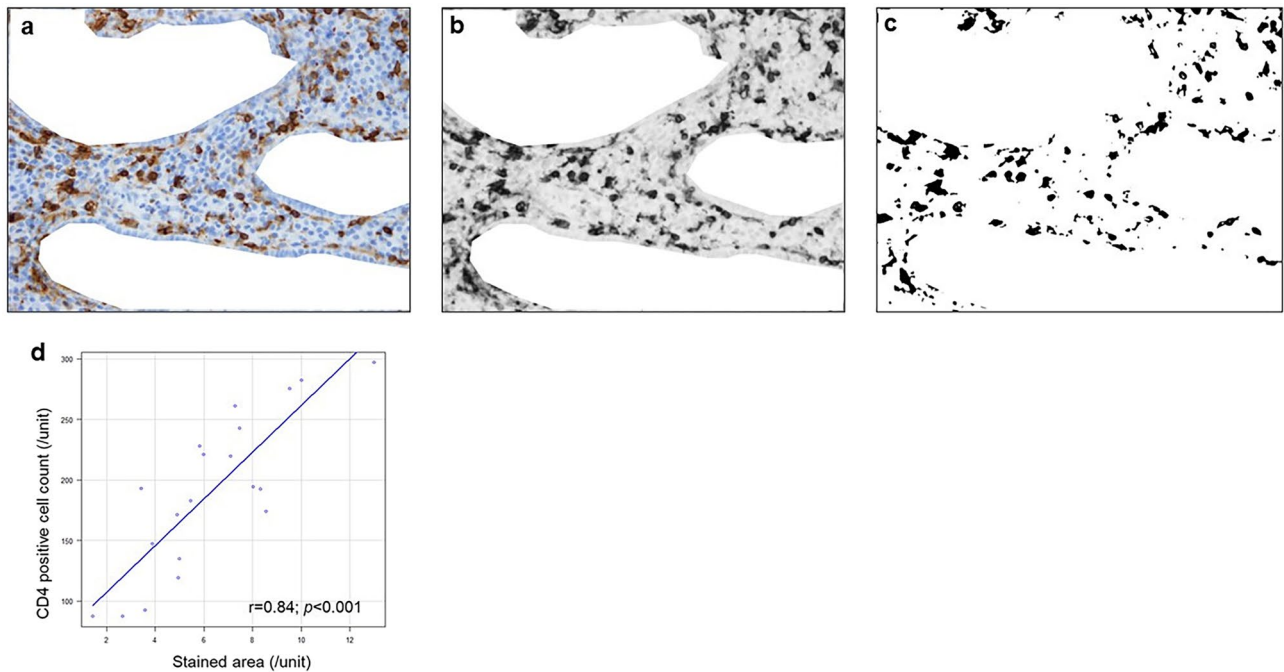 a
b
c
d
300
250
200
150
100
CD4 positive cell count (/unit)
r=0.84; p<0.001
2 4 6 8 10 12
Stained area (/unit)